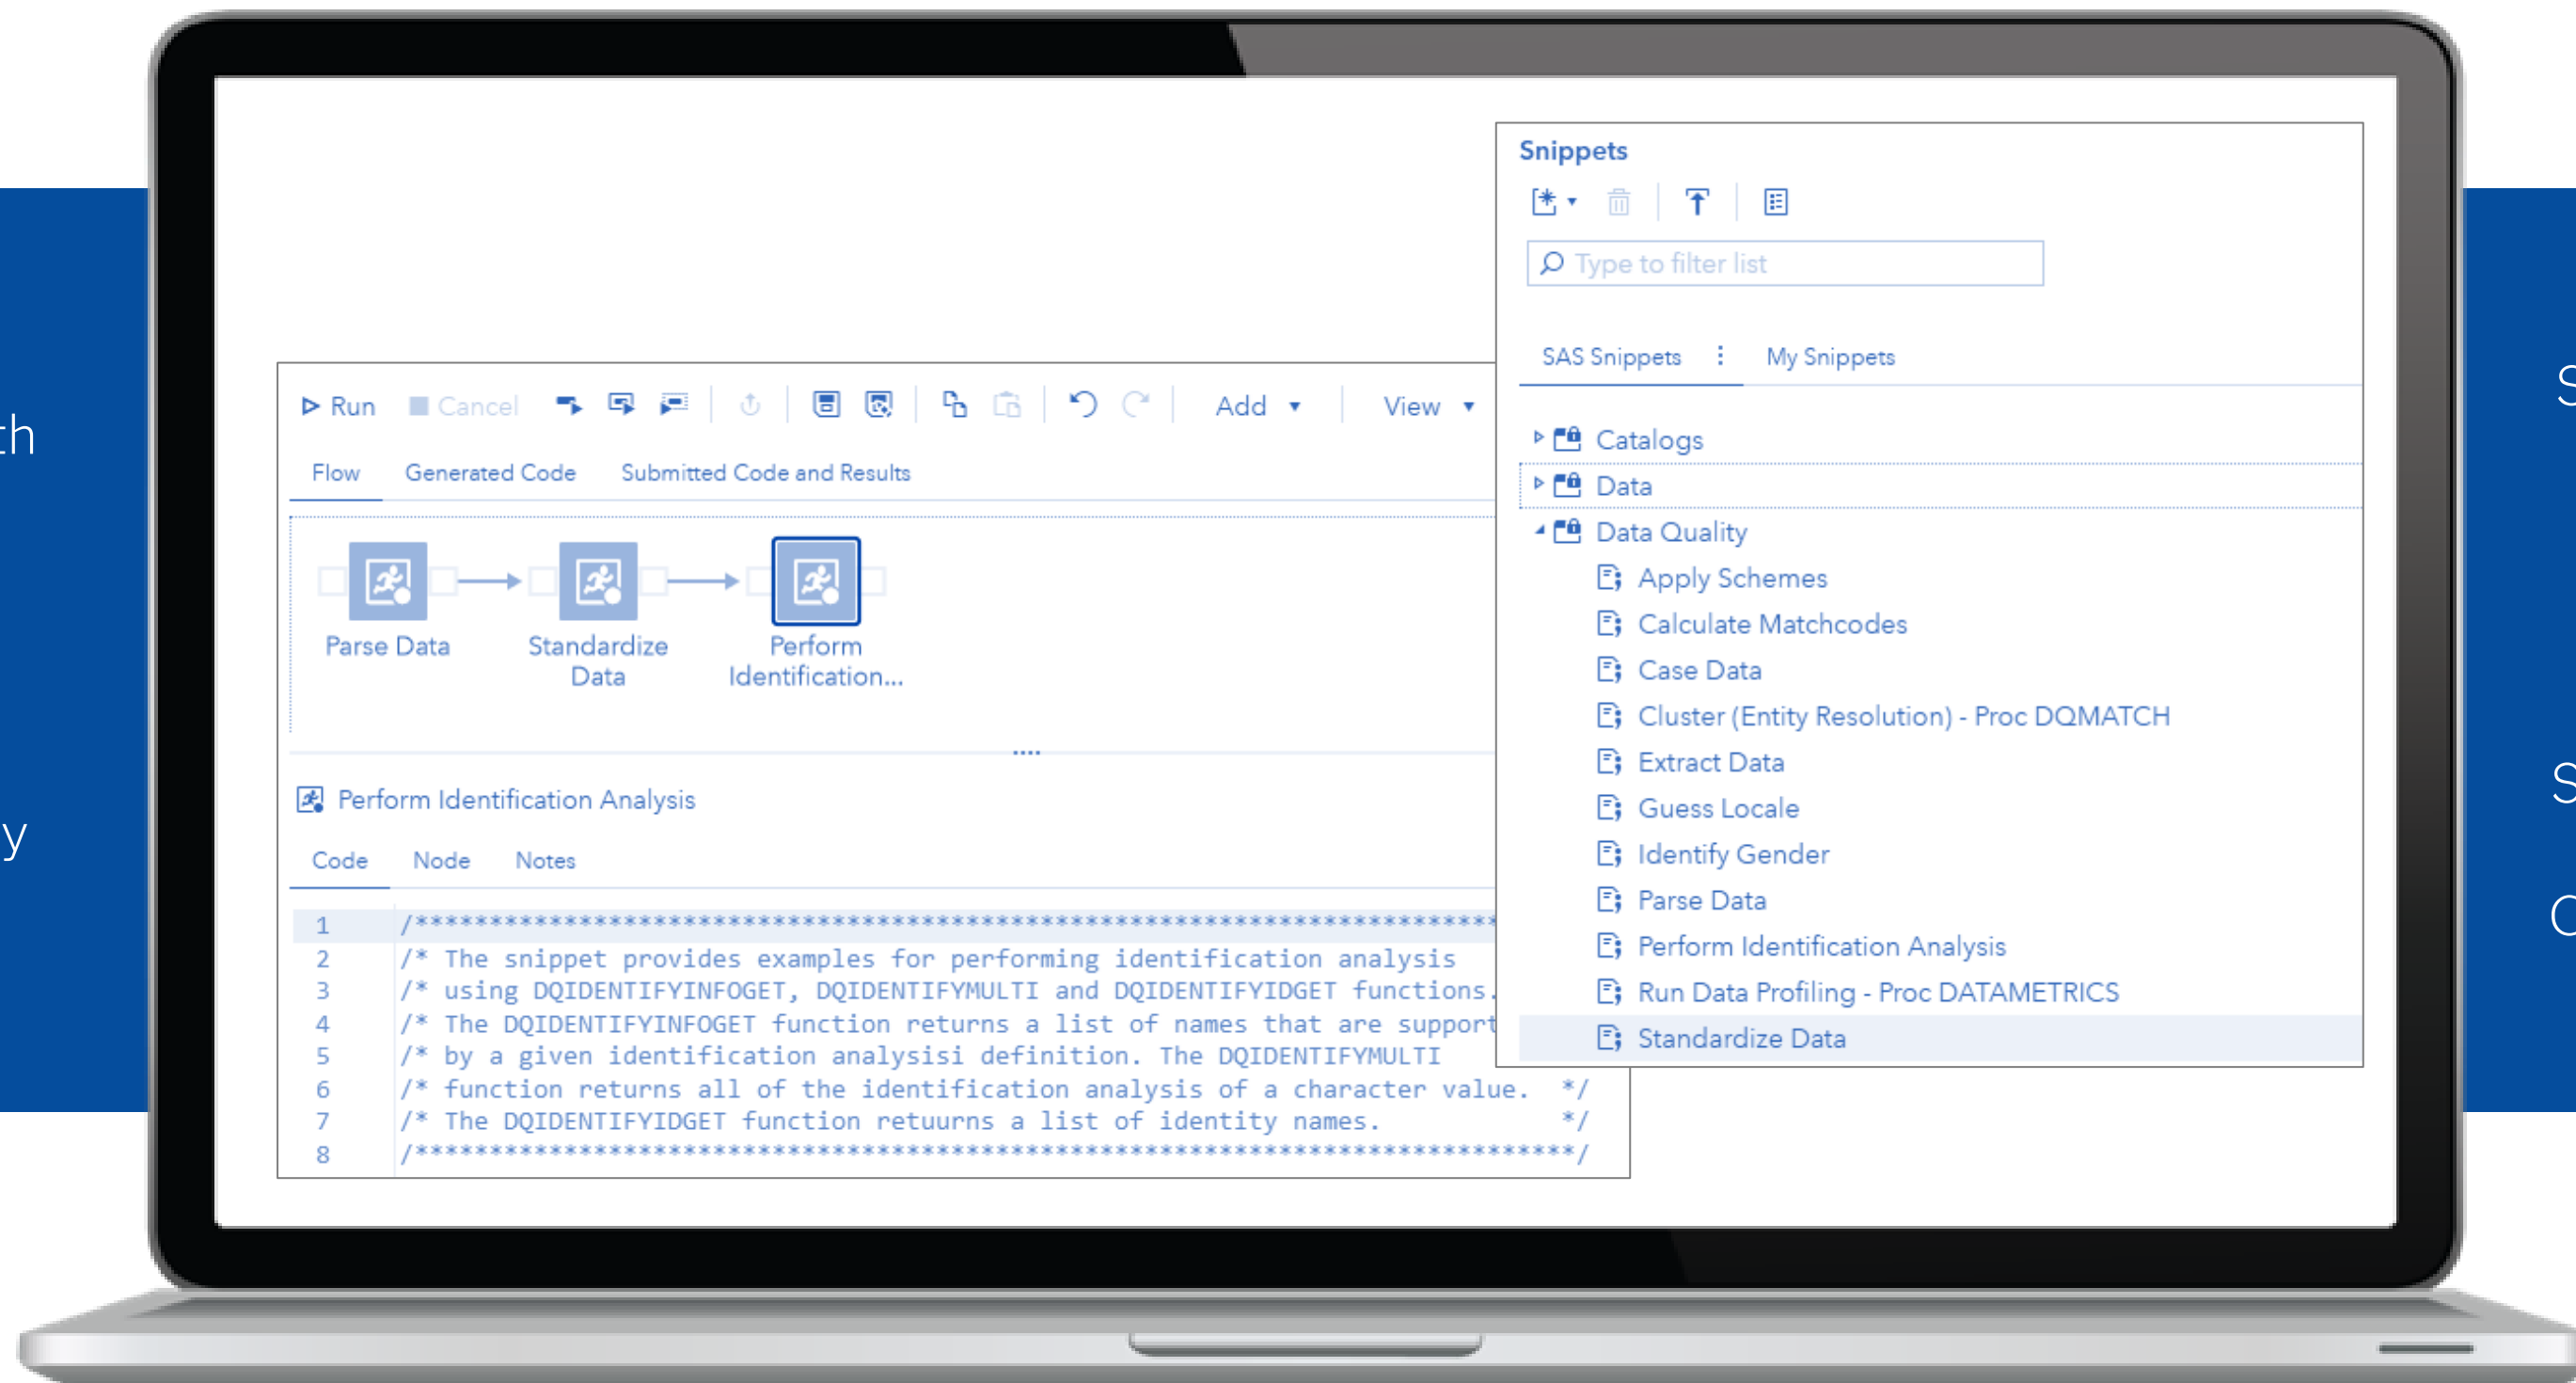 th
y
Run Cancel Add View
Flow Generated Code Submitted Code and Results
Parse Data
Standardize
Data
Perform
Identification...
Perform Identification Analysis
Code Node Notes
1 /*************************************************************************
2 /* The snippet provides examples for performing identification analysis
3 /* using DQIDENTIFYINFOGET, DQIDENTIFYMULTI and DQIDENTIFYIDGET functions.
4 /* The DQIDENTIFYINFOGET function returns a list of names that are support
5 /* by a given identification analysisi definition. The DQIDENTIFYMULTI
6 /* function returns all of the identification analysis of a character value. */
7 /* The DQIDENTIFYIDGET function retuurns a list of identity names. */
8 /******************************************************************************/
Snippets
Type to filter list
SAS Snippets My Snippets
Catalogs
Data
Data Quality
Apply Schemes
Calculate Matchcodes
Case Data
Cluster (Entity Resolution) - Proc DQMATCH
Extract Data
Guess Locale
Identify Gender
Parse Data
Perform Identification Analysis
Run Data Profiling - Proc DATAMETRICS
Standardize Data
S
S